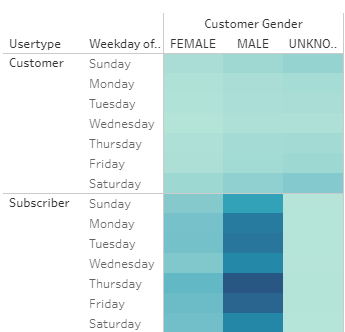 Customer Gender
Usertype Weekday of.. FEMALE MALE UNKNO..
Customer Sunday
Monday
Tuesday
Wednesday
Thursday
Friday
Saturday
Subscriber Sunday
Monday
Tuesday
Wednesday
Thursday
Friday
Saturday